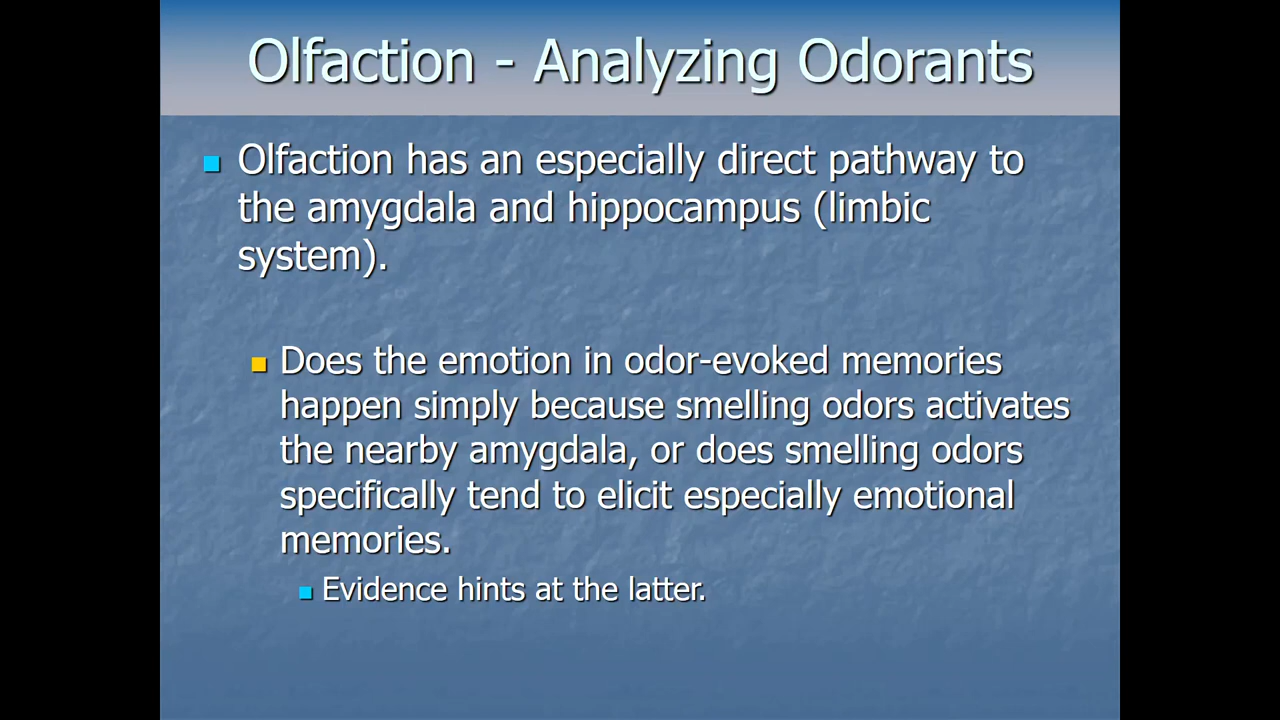 Olfaction - Analyzing Odorants
Olfaction has an especially direct pathway to
the amygdala and hippocampus (limbic
system).
Does the emotion in odor-evoked memories
happen simply because smelling odors activates
the nearby amygdala, or does smelling odors
specifically tend to elicit especially emotional
memories.
Evidence hints at the latter.